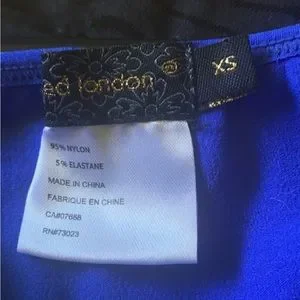 ed london®
XS
95% NYLON
5% ELASTANE
MADE IN CHINA
FABRIQUE EN CHINE
CA#07688
RN#73023